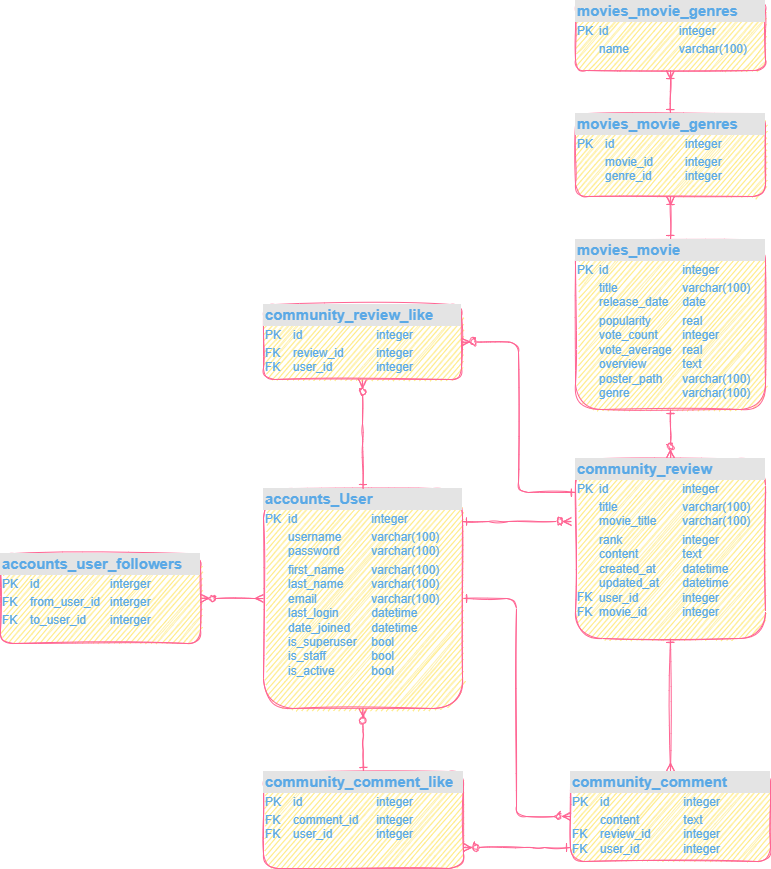 movies_movie_genres
PK id integer
name varchar(100)
movies_movie_genres
PK id integer
movie_id integer
genre_id integer
movies_movie
PK id integer
title varchar(100)
release_date date
popularity real
vote_count integer
vote_average real
overview text
poster_path varchar(100)
genre varchar(100)
community_review_like
PK id integer
FK review_id integer
FK user_id integer
community_review
PK id integer
title varchar(100)
movie_title varchar(100)
rank integer
content text
created_at datetime
updated_at datetime
FK user_id integer
FK movie_id integer
accounts_User
PK id integer
username varchar(100)
password varchar(100)
first_name varchar(100)
last_name varchar(100)
email varchar(100)
last_login datetime
date_joined datetime
is_superuser bool
is_staff bool
is_active bool
accounts_user_followers
PK id interger
FK from_user_id interger
FK to_user_id interger
community_comment_like
PK id integer
FK comment_id integer
FK user_id integer
community_comment
PK id integer
content text
FK review_id integer
FK user_id integer